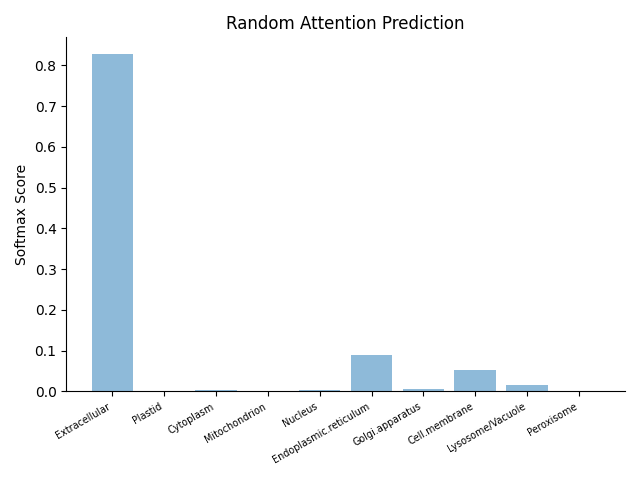 Random Attention Prediction
Softmax Score
0.8
0.7
0.6
0.5
0.4
0.3
0.2
0.1
0.0
Extracellular
Plastid
Cytoplasm
Mitochondrion
Nucleus
Endoplasmic.reticulum
Golgi.apparatus
Cell.membrane
Lysosome/Vacuole
Peroxisome